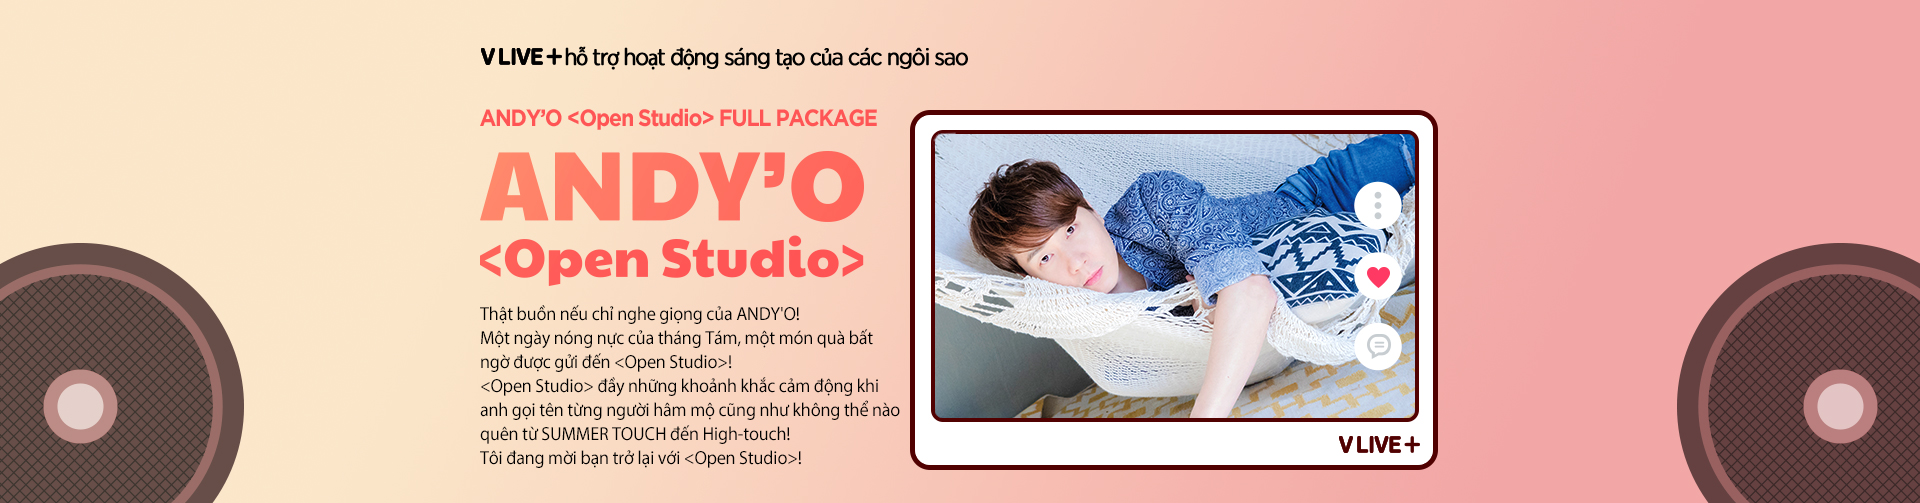 V LIVE+ hỗ trợ hoạt động sáng tạo của các ngôi sao
ANDY’O <Open Studio> FULL PACKAGE
ANDY’O
<Open Studio>
Thật buồn nếu chỉ nghe giọng của ANDY'O!
Một ngày nóng nực của tháng Tám, một món quà bất
ngờ được gửi đến <Open Studio>!
<Open Studio> đầy những khoảnh khắc cảm động khi
anh gọi tên từng người hâm mộ cũng như không thể nào
quên từ SUMMER TOUCH đến High-touch!
Tôi đang mời bạn trở lại với <Open Studio>!
V LIVE+